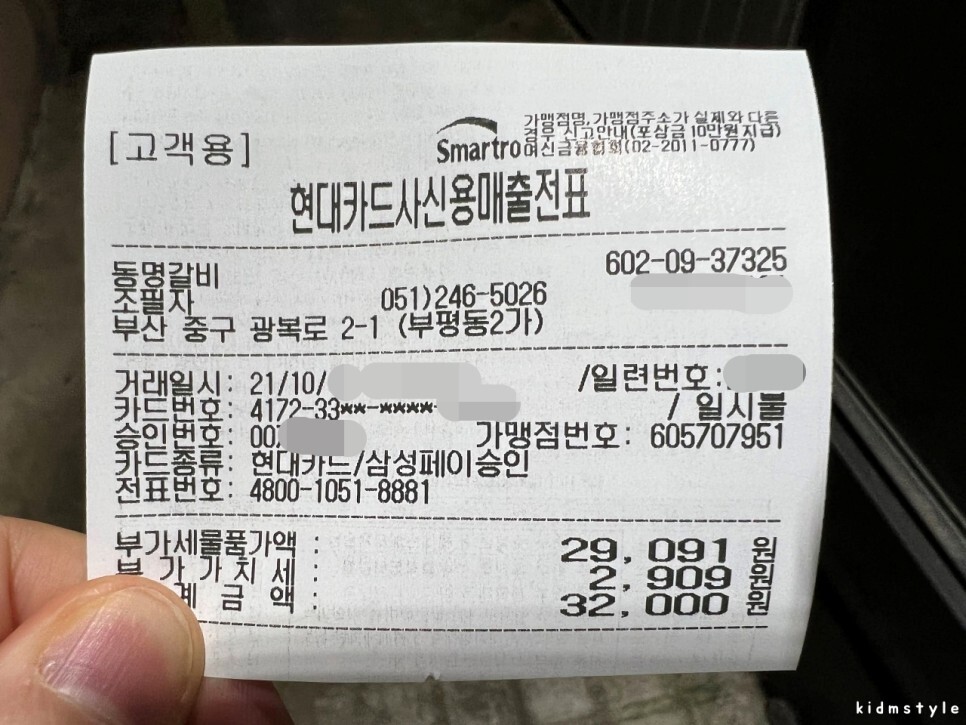 [고객용]
Smartro
가맹점명, 가맹점주소가 실제와 다른
경우 신고안내(포상금 10만원 지급)
여신금융협회(02-2011-0777)
현대카드사신용매출전표
동명갈비 602-09-37325
조필자 051)246-5026
부산 중구 광복로 2-1 (부평동2가)
거래일시: 21/10/ /일련번호:
카드번호: 4172-33**-****- / 일시불
승인번호: 00 가맹점번호: 605707951
카드종류: 현대카드/삼성페이승인
전표번호: 4800-1051-8881
부가세물품가액 : 29,091 원
부 가 가 치 세 : 2,909 원
계 금 액 : 32,000 원
kidmstyle